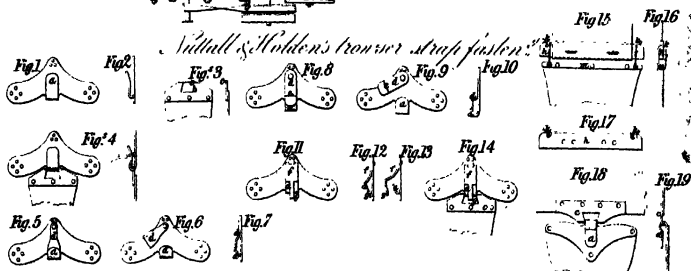 Nuttall & Holden's trowser strap fasten.^g
Fig.1 Fig.2 Fig.3 Fig.8 Fig.9 Fig.10 Fig.15 Fig.16
Fig.4 Fig.11 Fig.12 Fig.13 Fig.14 Fig.17
Fig.5 Fig.6 Fig.7 Fig.18 Fig.19